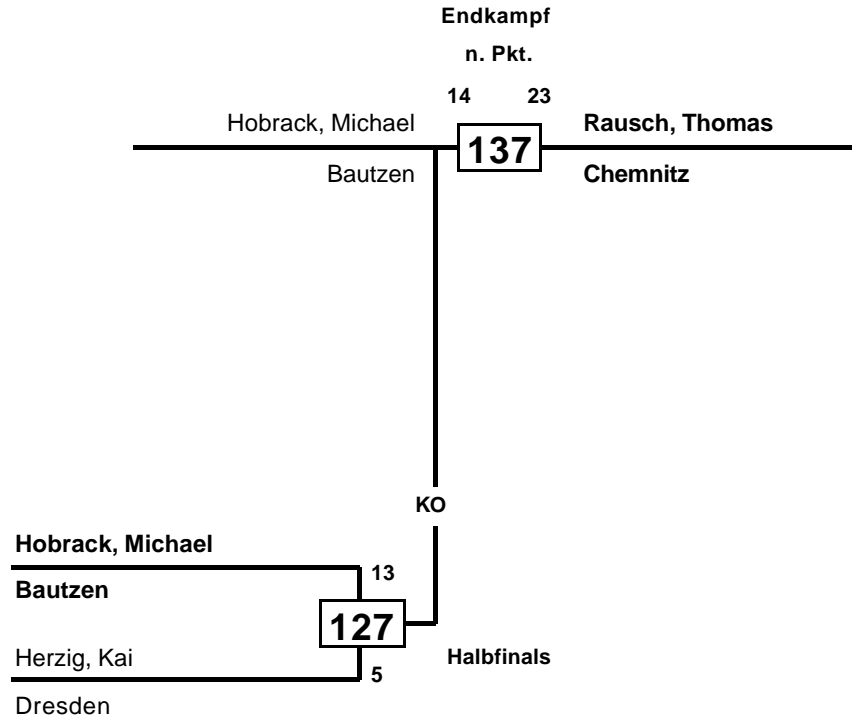 Endkampf
n. Pkt.
14 23
Hobrack, Michael 137 Rausch, Thomas
Bautzen Chemnitz
KO
Hobrack, Michael
13
Bautzen
127
Herzig, Kai Halbfinals
5
Dresden